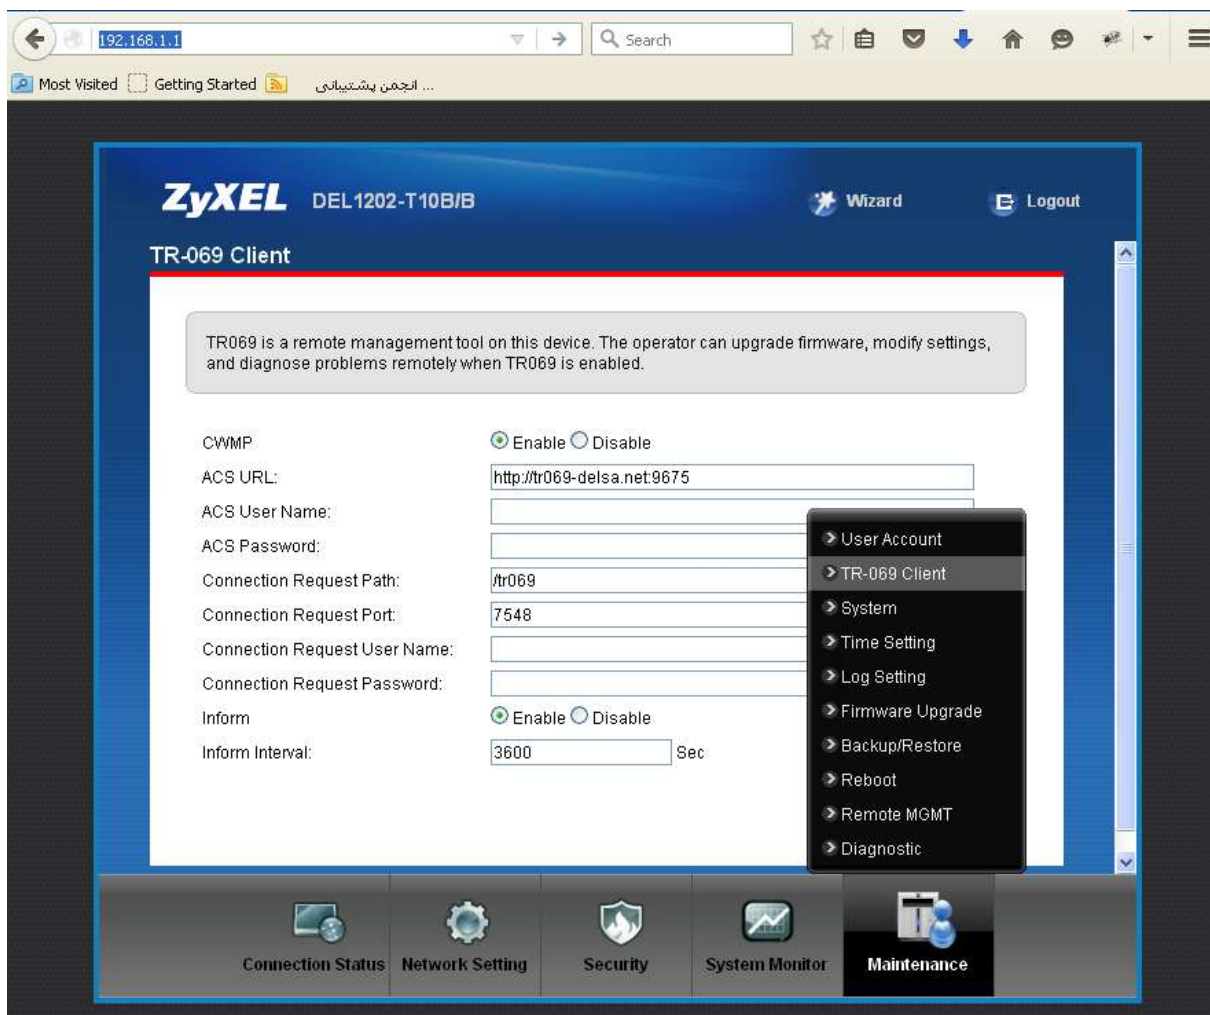 192.168.1.1
Search
Most Visited Getting Started انجمن پشتیبانی ...
ZyXEL DEL1202-T10B/B Wizard Logout
TR-069 Client
TR069 is a remote management tool on this device. The operator can upgrade firmware, modify settings,
and diagnose problems remotely when TR069 is enabled.
CWMP Enable Disable
ACS URL: http://tr069-delsa.net:9675
ACS User Name:
ACS Password:
Connection Request Path: /tr069
Connection Request Port: 7548
Connection Request User Name:
Connection Request Password:
Inform Enable Disable
Inform Interval: 3600 Sec
User Account
TR-069 Client
System
Time Setting
Log Setting
Firmware Upgrade
Backup/Restore
Reboot
Remote MGMT
Diagnostic
Connection Status Network Setting Security System Monitor Maintenance